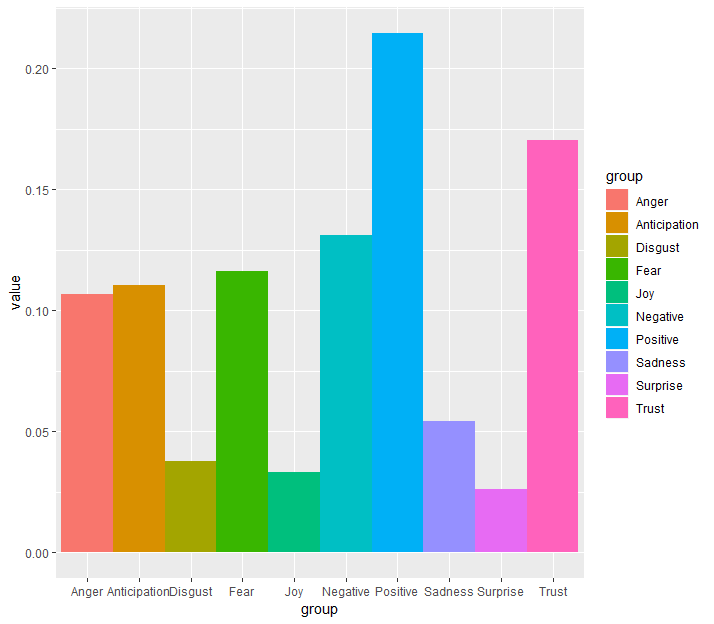 0.20
0.15
0.10
0.05
0.00
value
Anger Anticipation Disgust Fear Joy Negative Positive Sadness Surprise Trust
group
group
Anger
Anticipation
Disgust
Fear
Joy
Negative
Positive
Sadness
Surprise
Trust